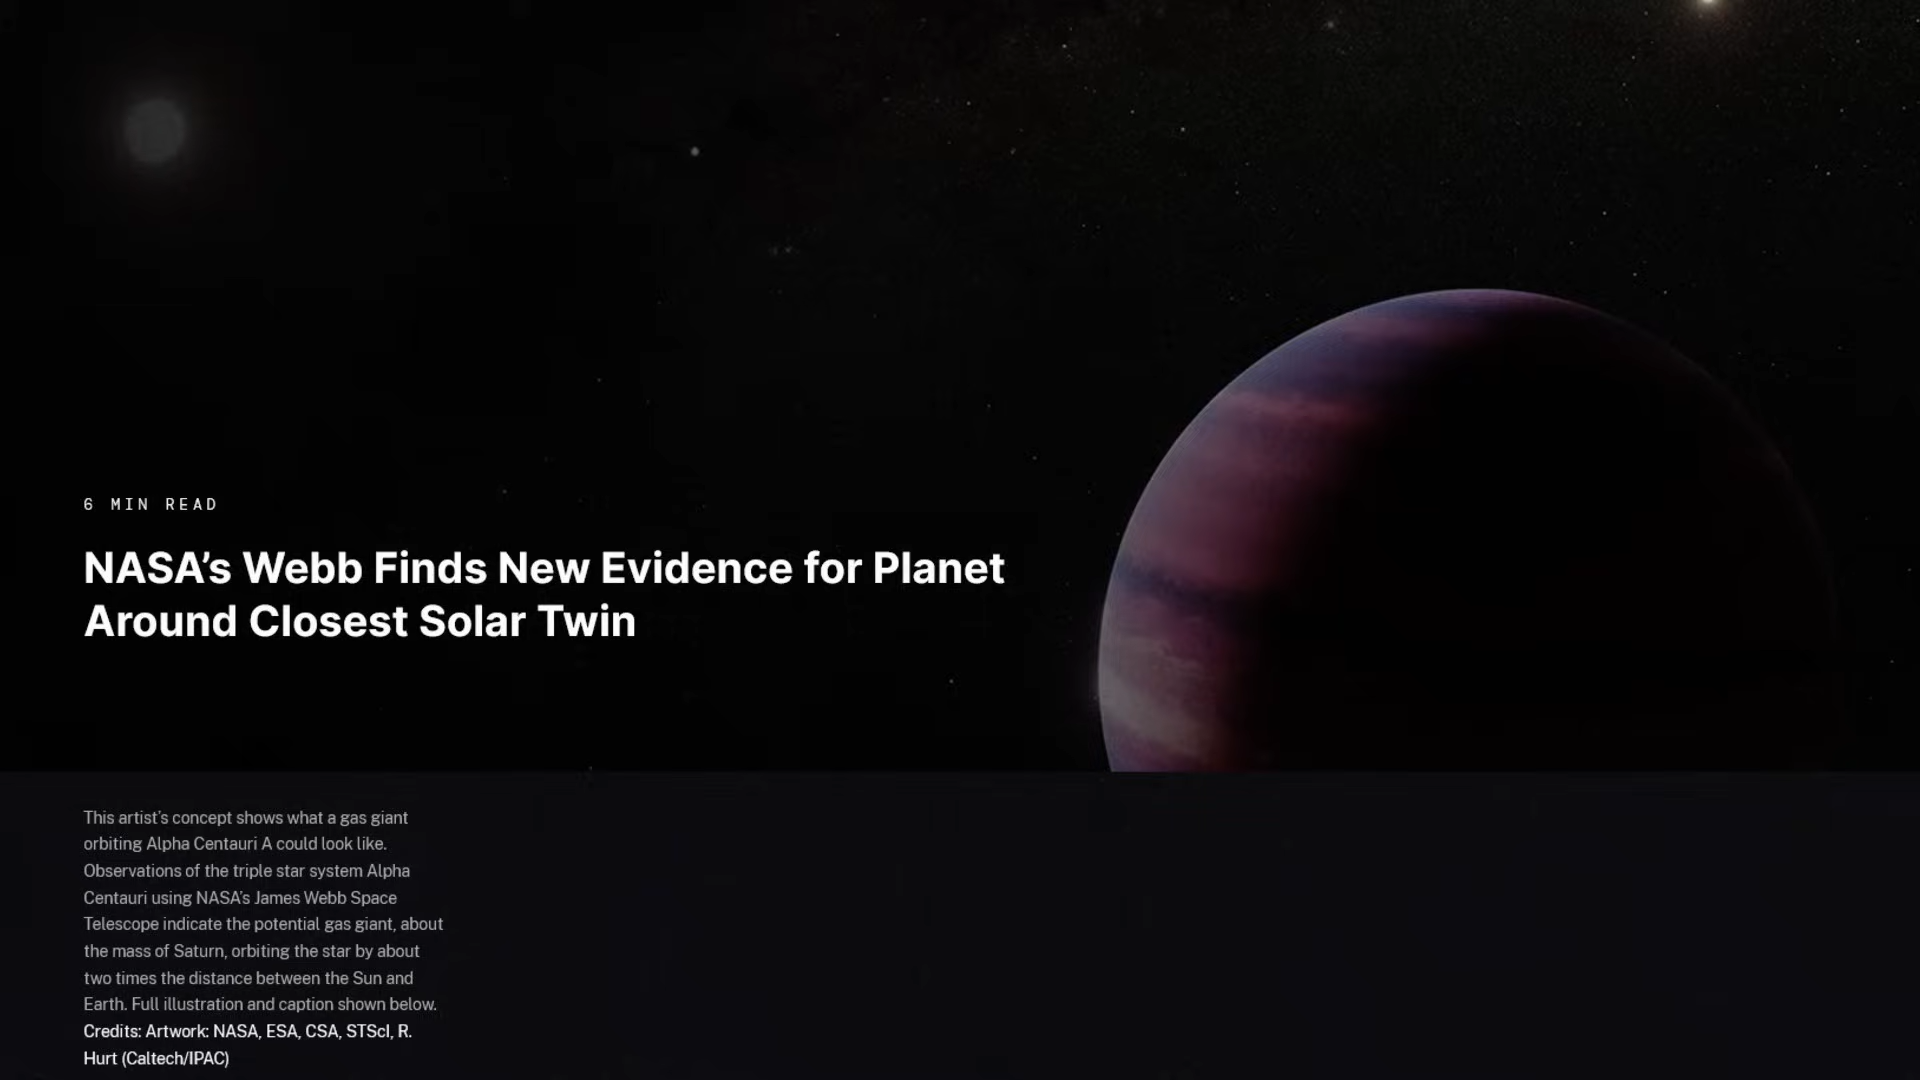 6 MIN READ
NASA’s Webb Finds New Evidence for Planet
Around Closest Solar Twin
This artist’s concept shows what a gas giant
orbiting Alpha Centauri A could look like.
Observations of the triple star system Alpha
Centauri using NASA’s James Webb Space
Telescope indicate the potential gas giant, about
the mass of Saturn, orbiting the star by about
two times the distance between the Sun and
Earth. Full illustration and caption shown below.
Credits: Artwork: NASA, ESA, CSA, STScI, R.
Hurt (Caltech/IPAC)